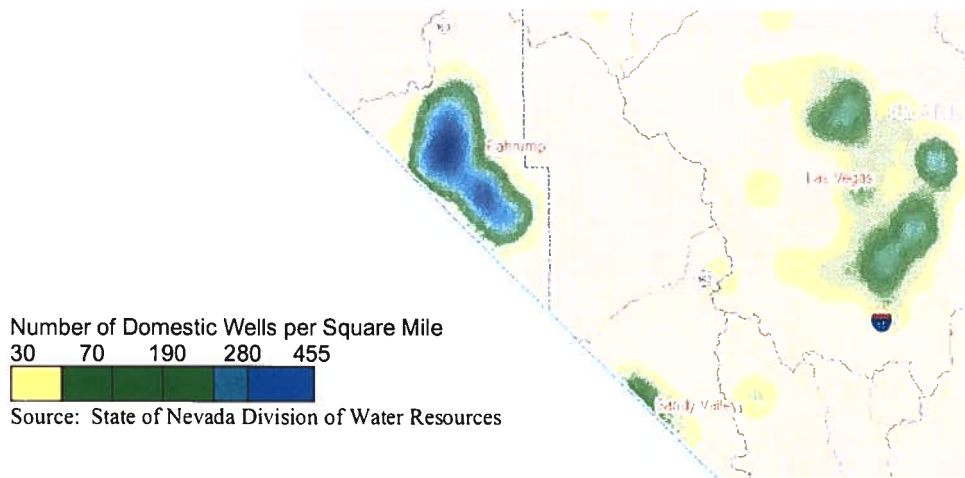 Pahrump
Las Vegas
Number of Domestic Wells per Square Mile
30 70 190 280 455
Sandy Valley
Source: State of Nevada Division of Water Resources